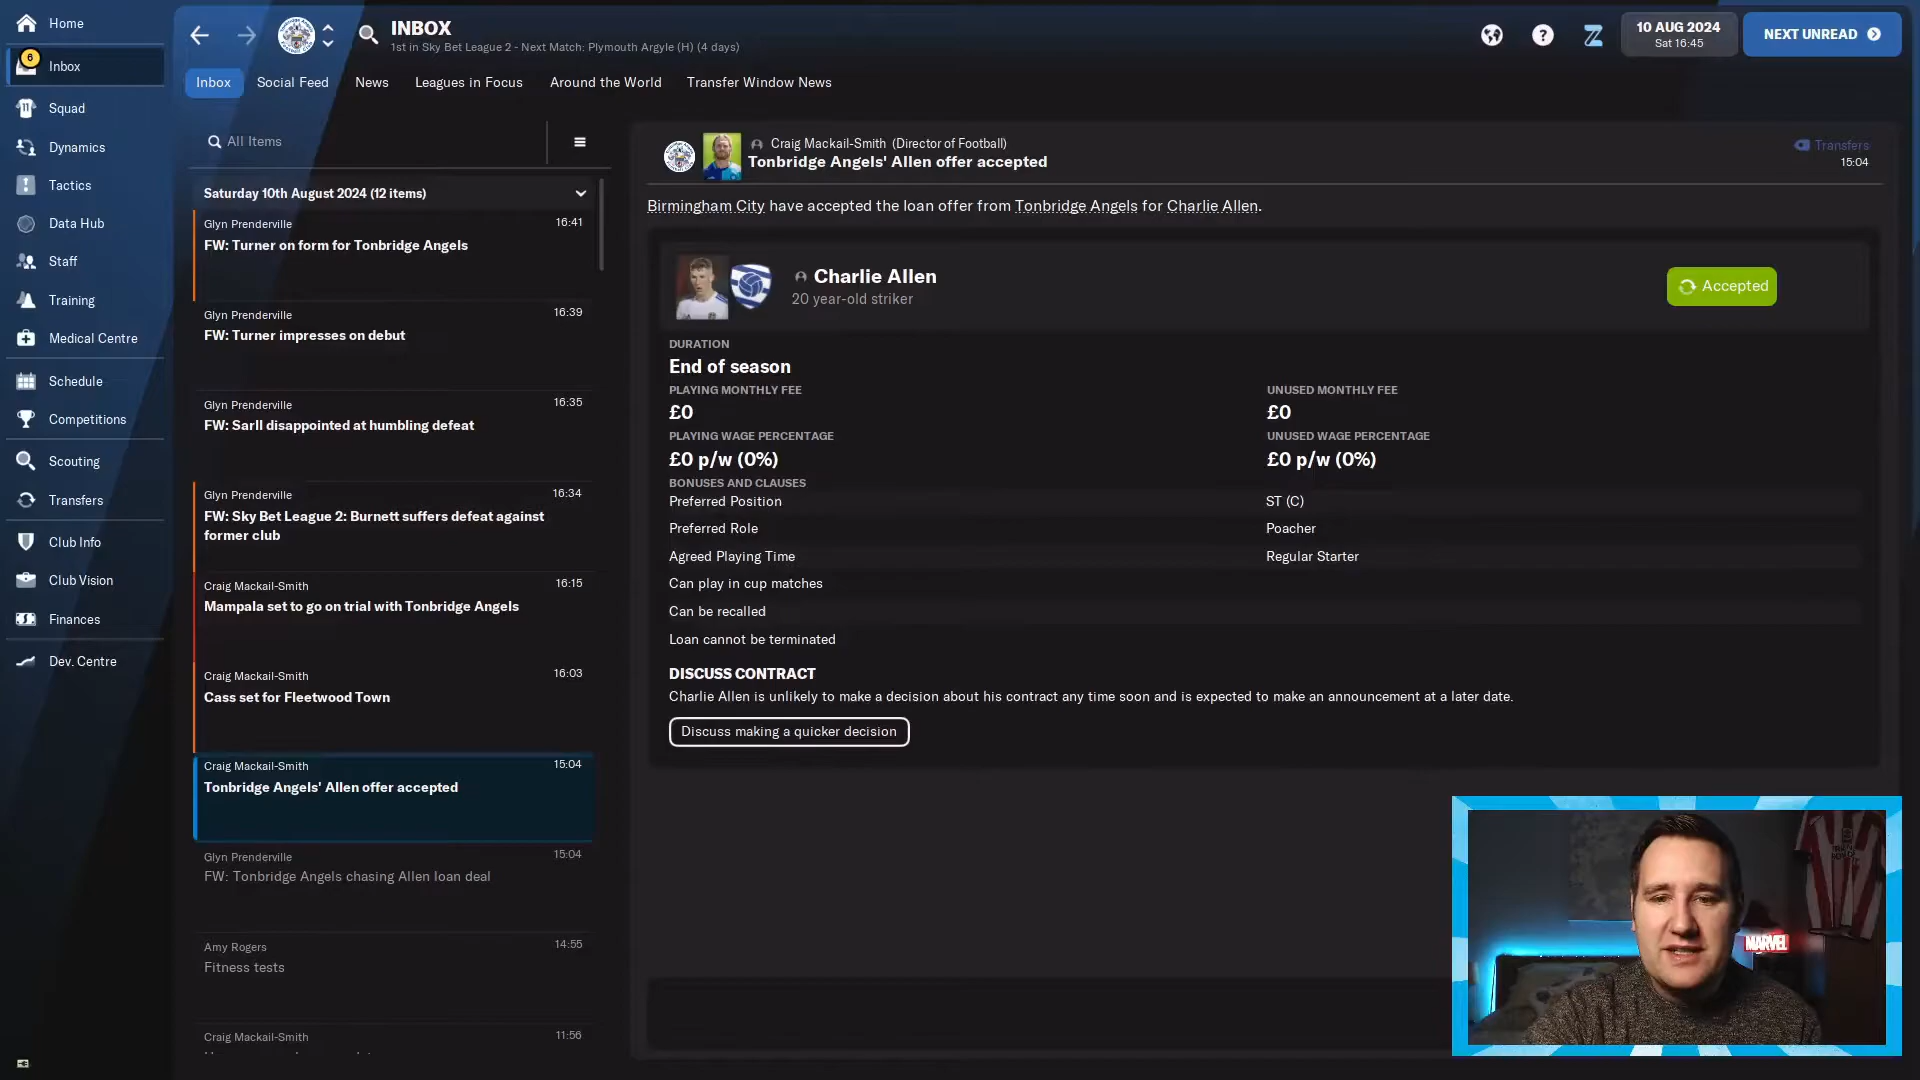 Home
Inbox
6
Squad
Dynamics
Tactics
Data Hub
Staff
Training
Medical Centre
Schedule
Competitions
Scouting
Transfers
Club Info
Club Vision
Finances
Dev. Centre
INBOX
1st in Sky Bet League 2 - Next Match: Plymouth Argyle (H) (4 days)
10 AUG 2024
Sat 16:45
NEXT UNREAD
Inbox
Social Feed
News
Leagues in Focus
Around the World
Transfer Window News
All Items
Saturday 10th August 2024 (12 items)
Glyn Prenderville 16:41
FW: Turner on form for Tonbridge Angels
Glyn Prenderville 16:39
FW: Turner impresses on debut
Glyn Prenderville 16:35
FW: Sarll disappointed at humbling defeat
Glyn Prenderville 16:34
FW: Sky Bet League 2: Burnett suffers defeat against
former club
Craig Mackail-Smith 16:15
Mampala set to go on trial with Tonbridge Angels
Craig Mackail-Smith 16:03
Cass set for Fleetwood Town
Craig Mackail-Smith 15:04
Tonbridge Angels' Allen offer accepted
Glyn Prenderville 15:04
FW: Tonbridge Angels chasing Allen loan deal
Amy Rogers 14:55
Fitness tests
Craig Mackail-Smith 11:56
Craig Mackail-Smith (Director of Football)
Tonbridge Angels' Allen offer accepted
Transfers
15:04
Birmingham City have accepted the loan offer from Tonbridge Angels for Charlie Allen.
Charlie Allen
20 year-old striker
Accepted
DURATION
End of season
PLAYING MONTHLY FEE UNUSED MONTHLY FEE
£0 £0
PLAYING WAGE PERCENTAGE UNUSED WAGE PERCENTAGE
£0 p/w (0%) £0 p/w (0%)
BONUSES AND CLAUSES
Preferred Position ST (C)
Preferred Role Poacher
Agreed Playing Time Regular Starter
Can play in cup matches
Can be recalled
Loan cannot be terminated
DISCUSS CONTRACT
Charlie Allen is unlikely to make a decision about his contract any time soon and is expected to make an announcement at a later date.
Discuss making a quicker decision
MARVEL